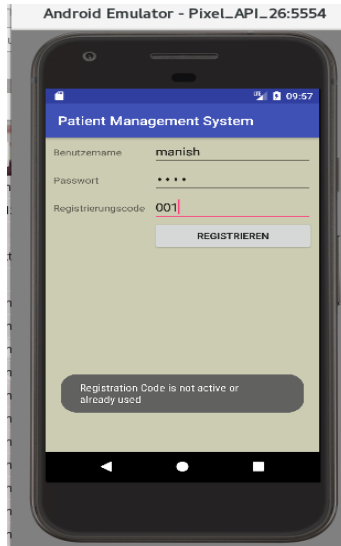 Android Emulator - Pixel_API_26:5554
09:57
Patient Management System
Benutzername manish
Passwort ••••
Registrierungscode 001
REGISTRIEREN
Registration Code is not active or
already used